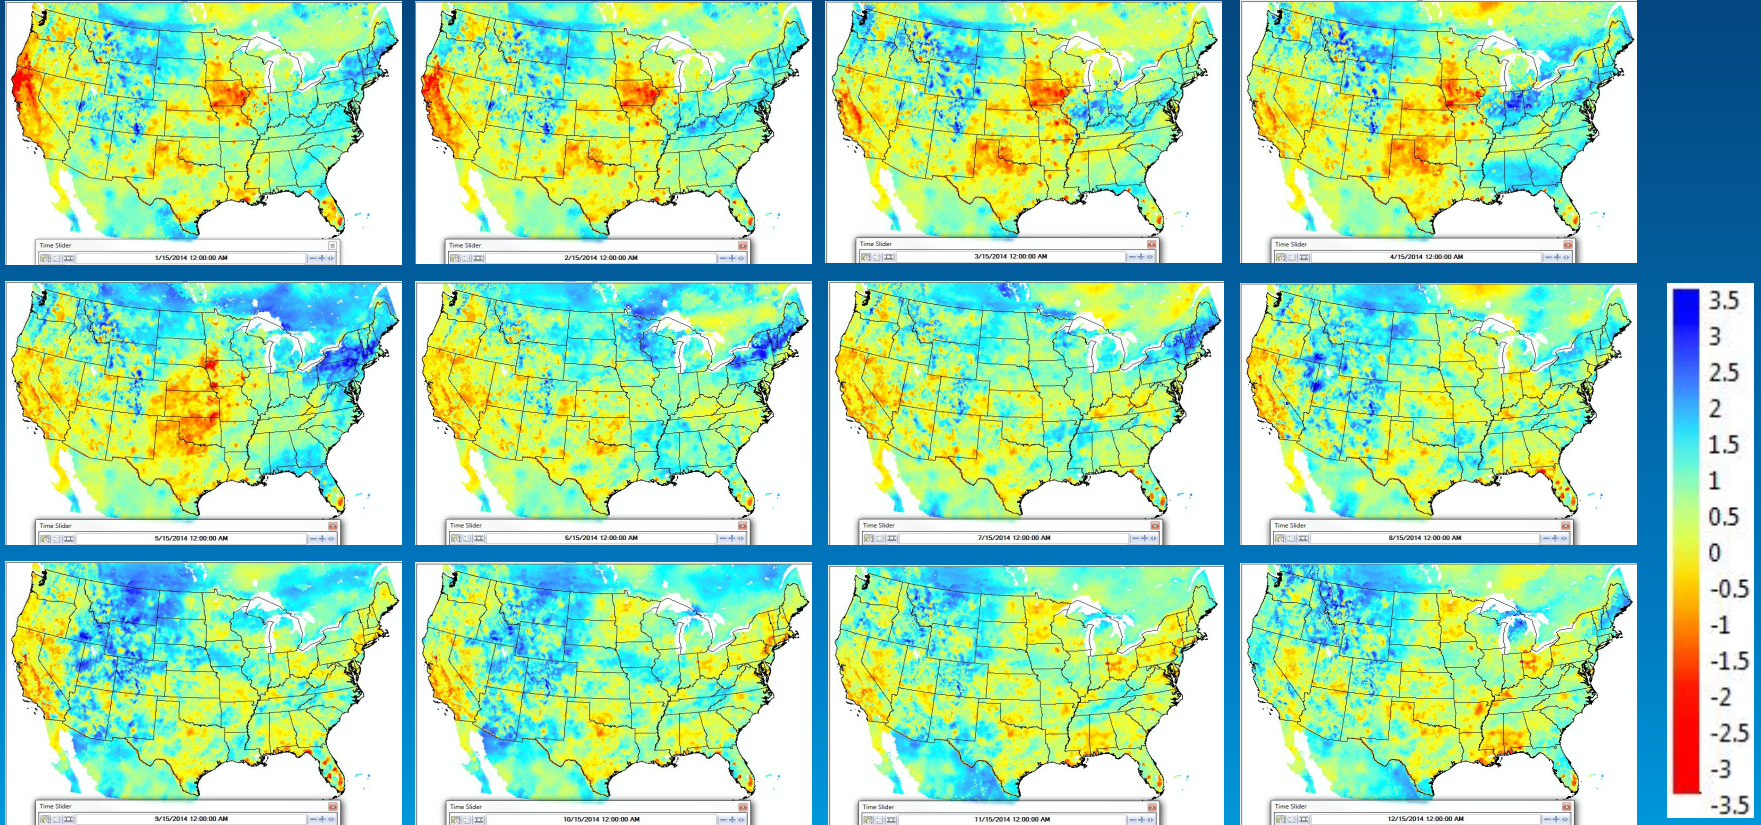 Time Slider
1/15/2014 12:00:00 AM
Time Slider
2/15/2014 12:00:00 AM
Time Slider
3/15/2014 12:00:00 AM
Time Slider
4/15/2014 12:00:00 AM
Time Slider
5/15/2014 12:00:00 AM
Time Slider
6/15/2014 12:00:00 AM
Time Slider
7/15/2014 12:00:00 AM
Time Slider
8/15/2014 12:00:00 AM
3.5
3
2.5
2
1.5
1
0.5
0
-0.5
-1
-1.5
-2
-2.5
-3
-3.5
Time Slider
9/15/2014 12:00:00 AM
Time Slider
10/15/2014 12:00:00 AM
Time Slider
11/15/2014 12:00:00 AM
Time Slider
12/15/2014 12:00:00 AM